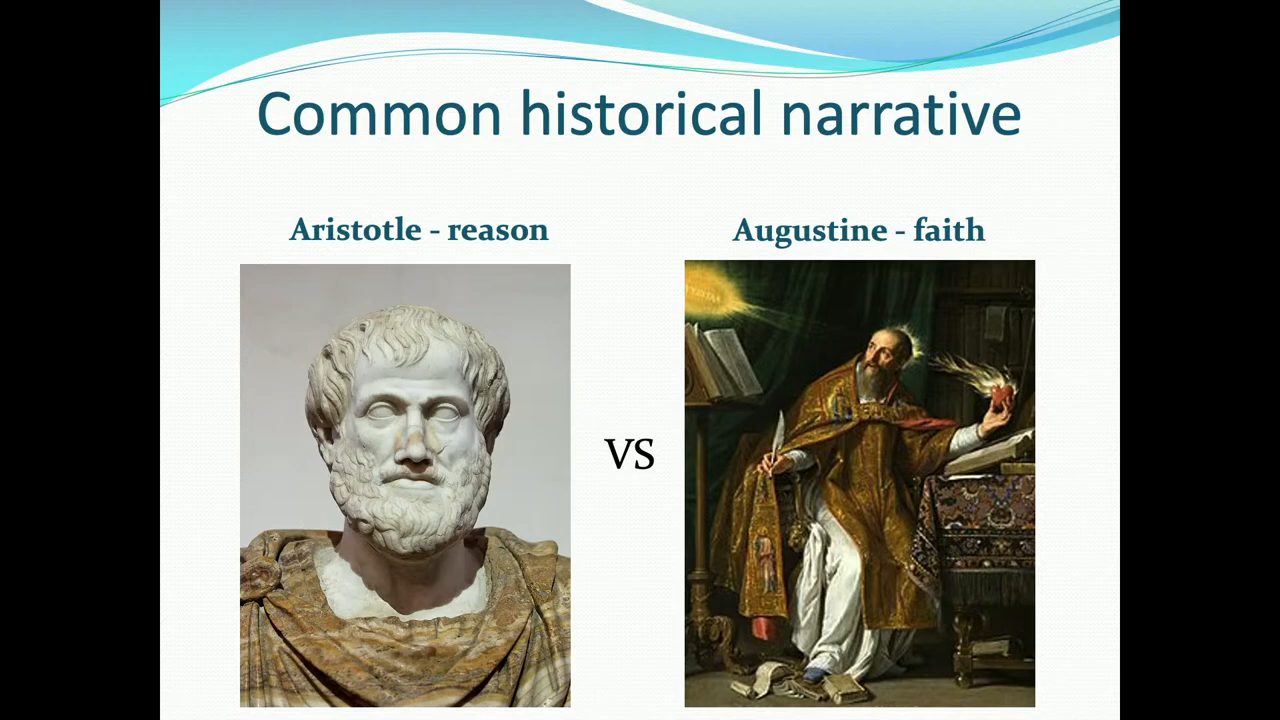 Common historical narrative
Aristotle - reason
Augustine - faith
VS